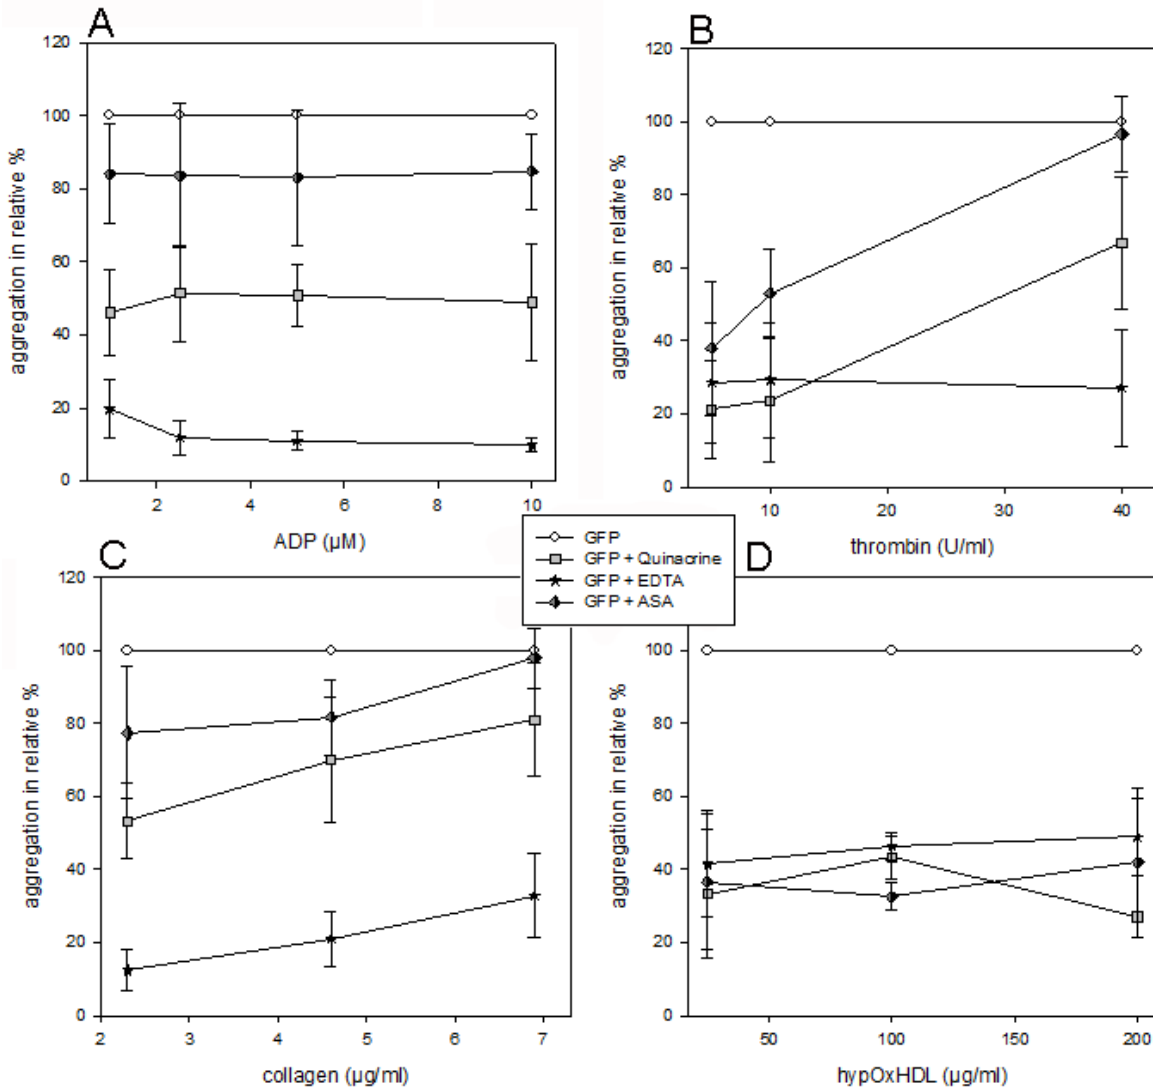 A
aggregation in relative %
120
100
80
60
40
20
0
2
4
6
8
10
ADP (µM)
B
aggregation in relative %
120
100
80
60
40
20
0
10
20
30
40
thrombin (U/ml)
GFP
GFP + Quinacrine
GFP + EDTA
GFP + ASA
C
aggregation in relative %
120
100
80
60
40
20
0
2
3
4
5
6
7
collagen (µg/ml)
D
aggregation in relative %
100
80
60
40
20
0
50
100
150
200
hypOxHDL (µg/ml)